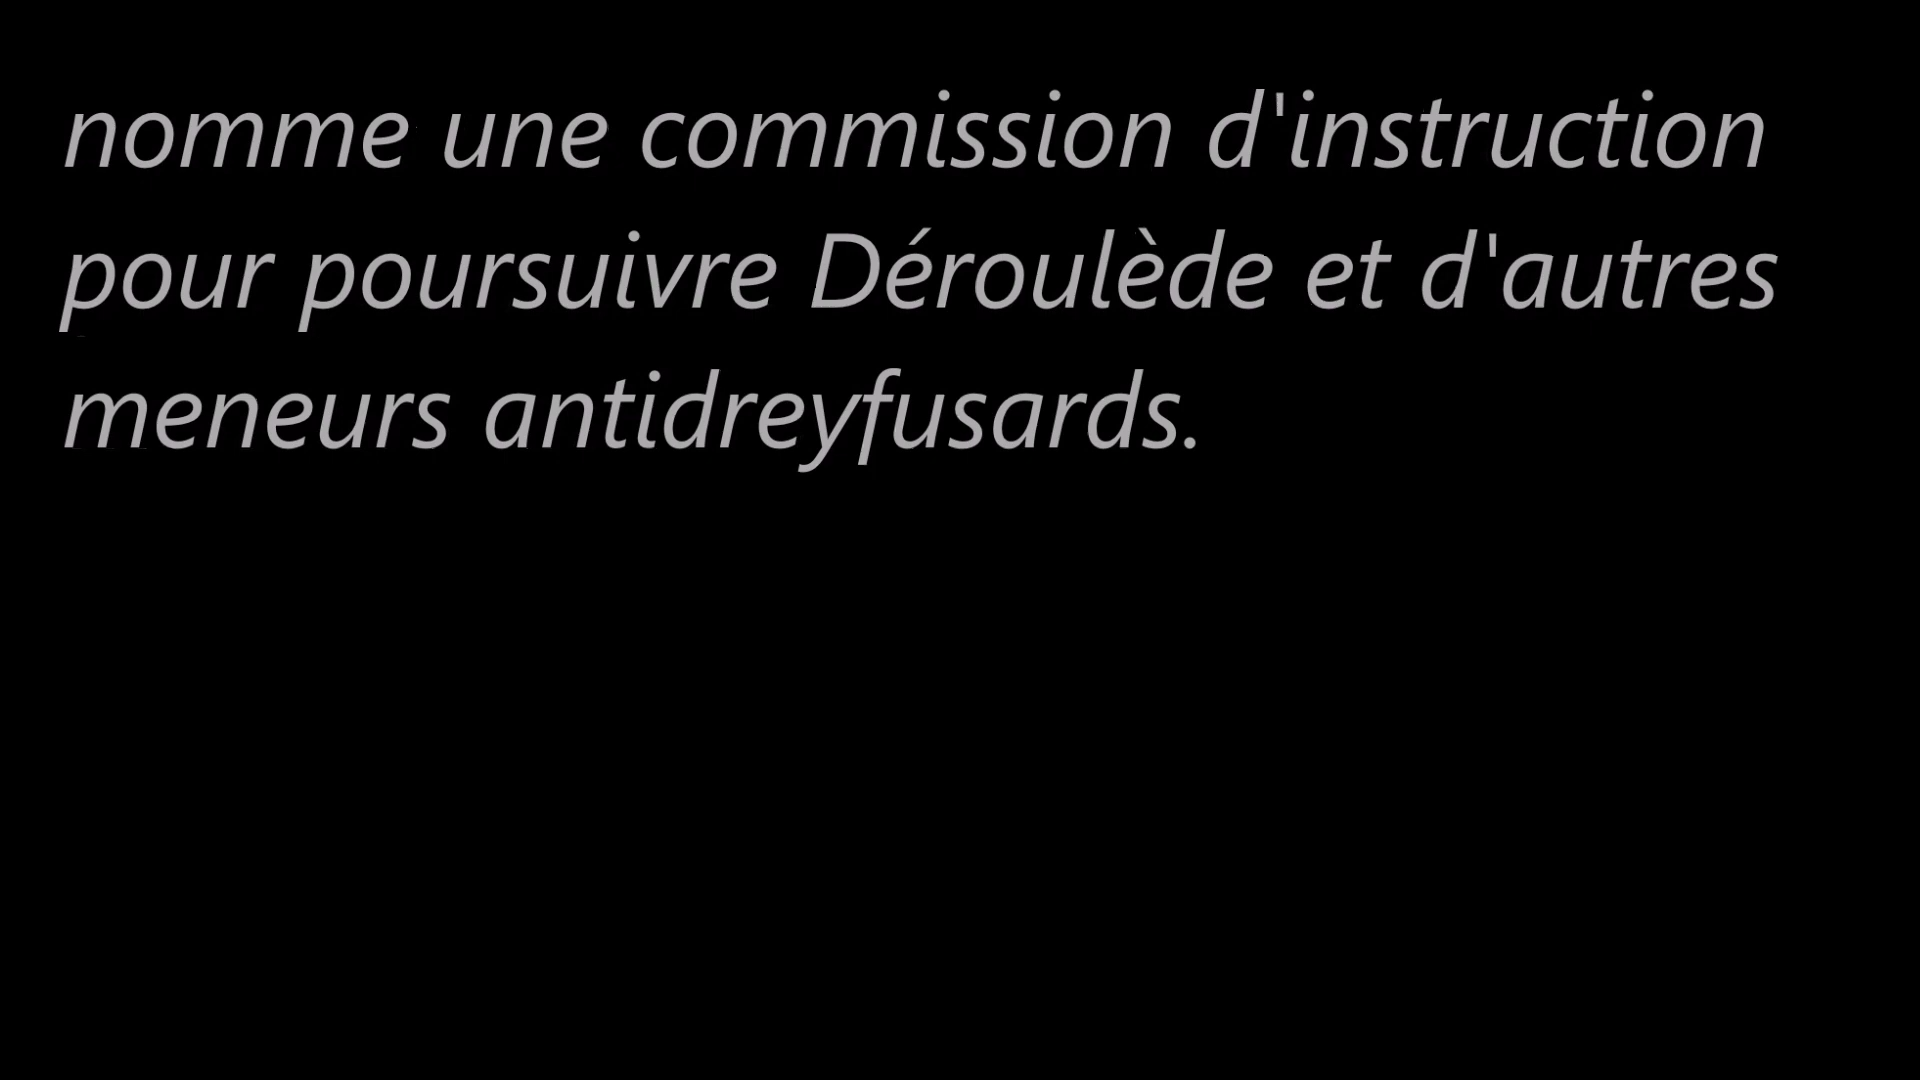 nomme une commission d'instruction
pour poursuivre Déroulède et d'autres
meneurs antidreyfusards.